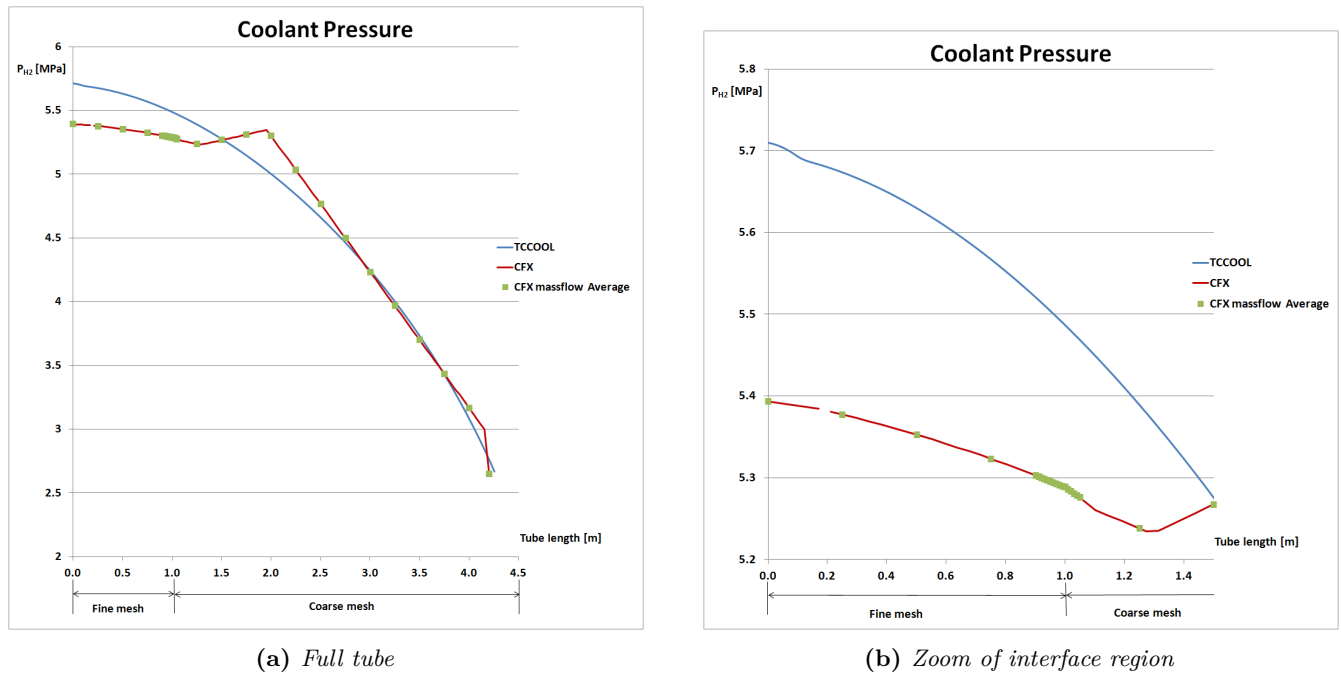 Coolant Pressure
P_H2 [MPa]
6
5.5
5
4.5
4
3.5
3
2.5
2
TCCOOL
CFX
CFX massflow Average
Tube length [m]
0.0 0.5 1.0 1.5 2.0 2.5 3.0 3.5 4.0 4.5
Fine mesh Coarse mesh
(a) Full tube
Coolant Pressure
5.8
P_H2 [MPa]
5.7
5.6
5.5
5.4
5.3
5.2
TCCOOL
CFX
CFX massflow Average
Tube length [m]
0.0 0.2 0.4 0.6 0.8 1.0 1.2 1.4
Fine mesh Coarse mesh
(b) Zoom of interface region